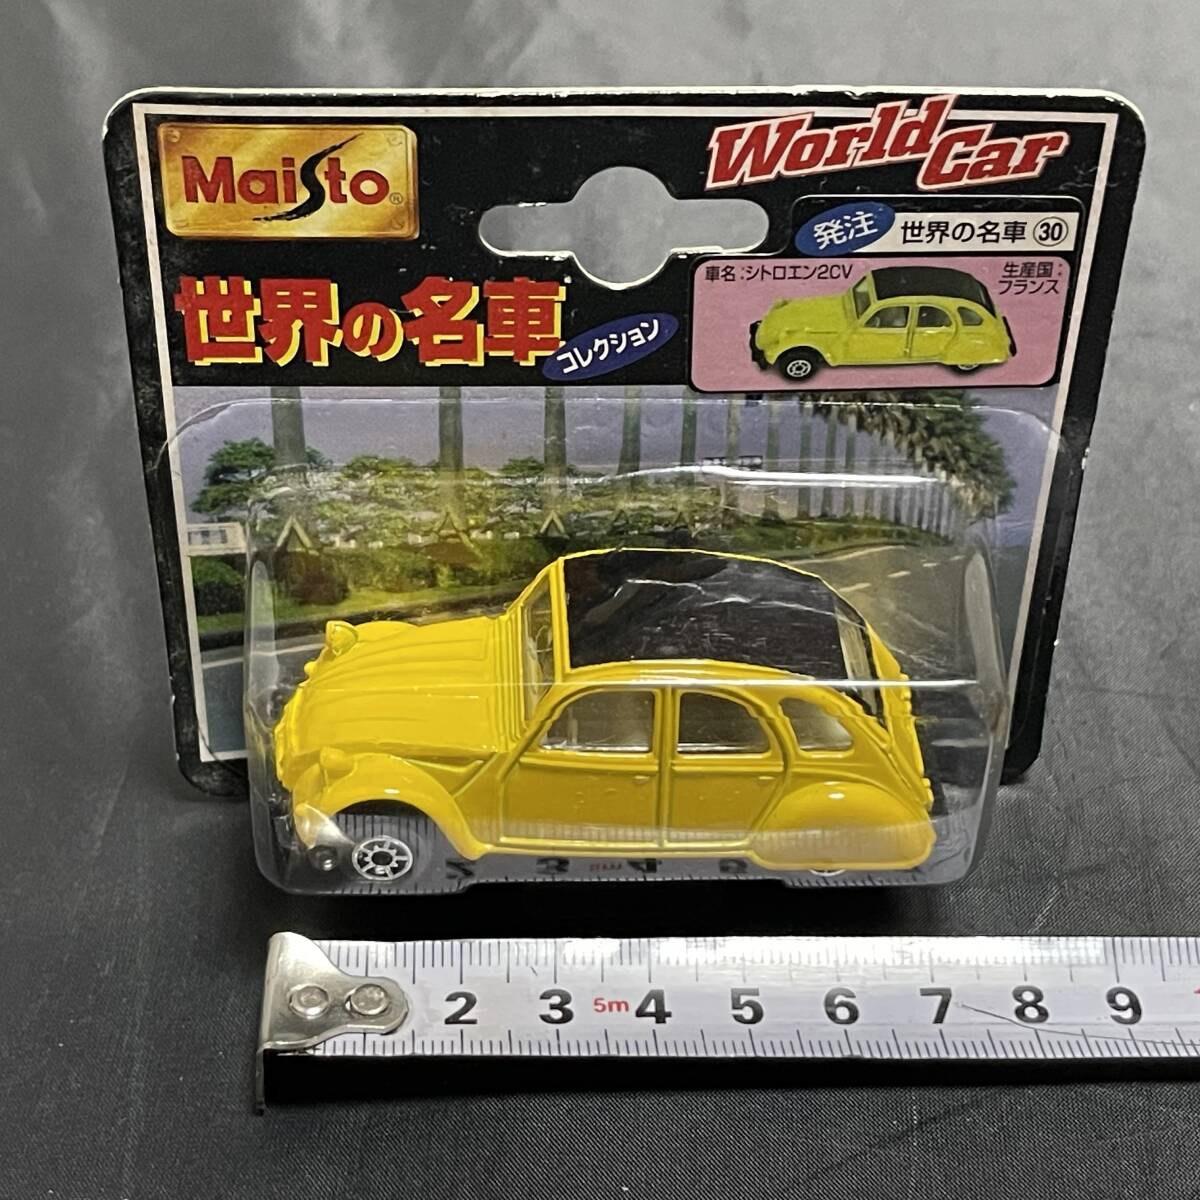 Maisto®
World Car
発注 世界の名車 ㉚
車名:シトロエン2CV
生産国:
フランス
世界の名車
コレクション
2 3 5m 4 5 6 7 8 9